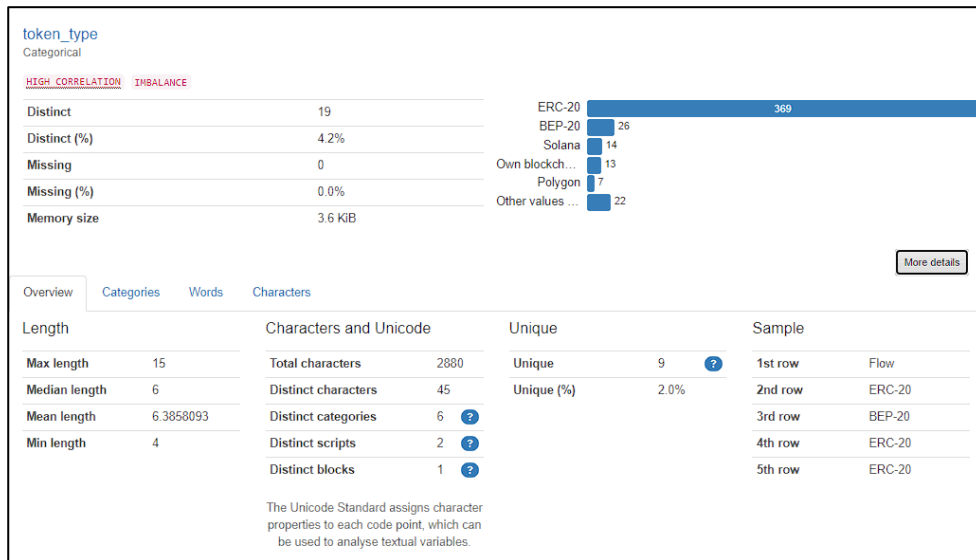 token_type
Categorical
HIGH CORRELATION IMBALANCE
Distinct 19
Distinct (%) 4.2%
Missing 0
Missing (%) 0.0%
Memory size 3.6 KiB
ERC-20 369
BEP-20 26
Solana 14
Own blockch... 13
Polygon 7
Other values ... 22
More details
Overview Categories Words Characters
Length
Max length 15
Median length 6
Mean length 6.3858093
Min length 4
Characters and Unicode
Total characters 2880
Distinct characters 45
Distinct categories 6 ?
Distinct scripts 2 ?
Distinct blocks 1 ?
The Unicode Standard assigns character
properties to each code point, which can
be used to analyse textual variables.
Unique
Unique 9 ?
Unique (%) 2.0%
Sample
1st row Flow
2nd row ERC-20
3rd row BEP-20
4th row ERC-20
5th row ERC-20